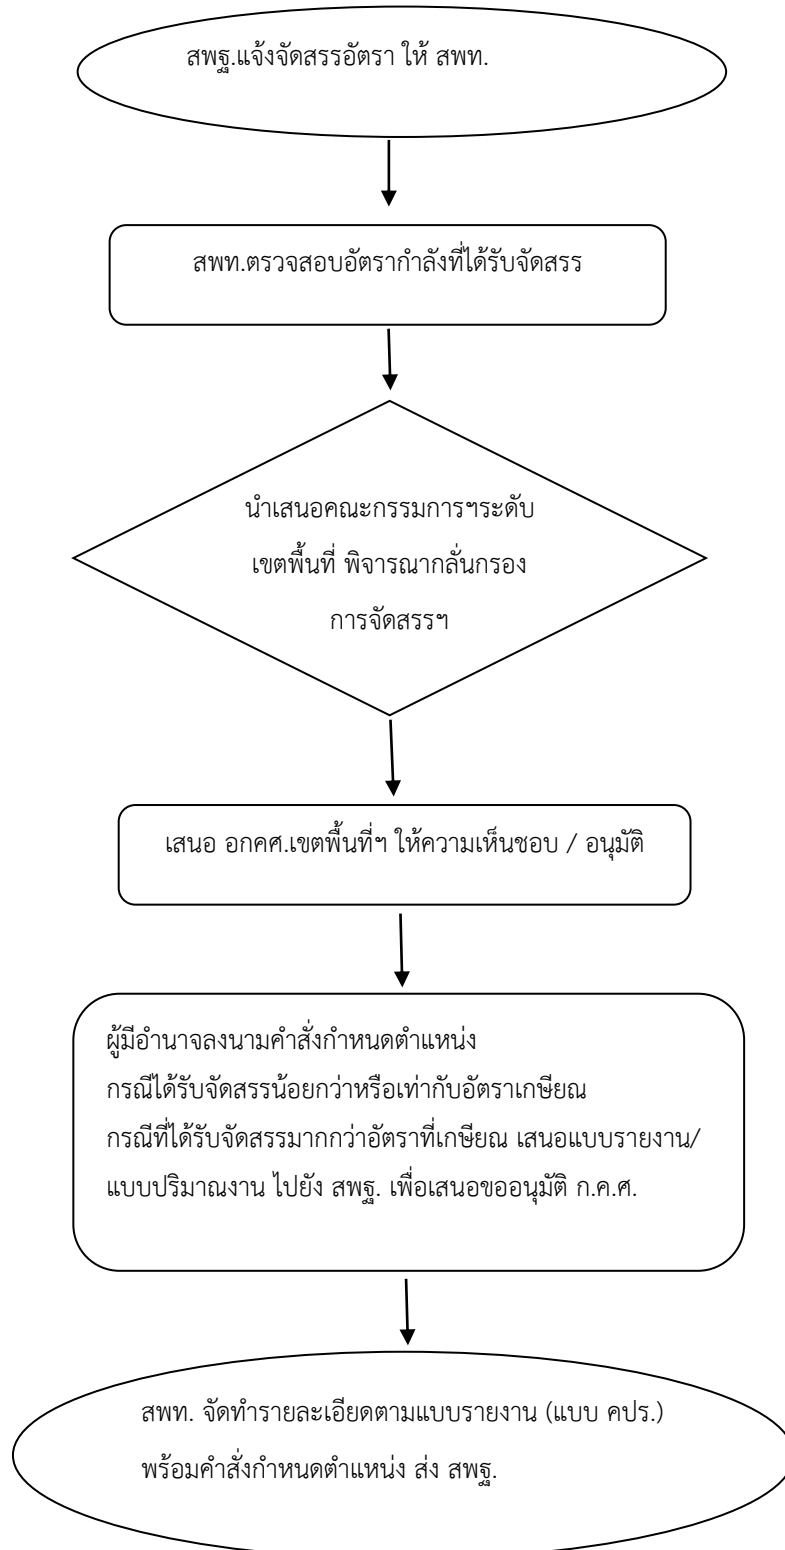 สพฐ.แจ้งจัดสรรอัตรา ให้ สพท.
สพท.ตรวจสอบอัตรากำลังที่ได้รับจัดสรร
นำเสนอคณะกรรมการฯระดับ
เขตพื้นที่ พิจารณากลั่นกรอง
การจัดสรรฯ
เสนอ อกคศ.เขตพื้นที่ฯ ให้ความเห็นชอบ / อนุมัติ
ผู้มีอำนาจลงนามคำสั่งกำหนดตำแหน่ง
กรณีได้รับจัดสรรน้อยกว่าหรือเท่ากับอัตราเกษียณ
กรณีที่ได้รับจัดสรรมากกว่าอัตราที่เกษียณ เสนอแบบรายงาน/
แบบปริมาณงาน ไปยัง สพฐ. เพื่อเสนอขออนุมัติ ก.ค.ศ.
สพท. จัดทำรายละเอียดตามแบบรายงาน (แบบ คปร.)
พร้อมคำสั่งกำหนดตำแหน่ง ส่ง สพฐ.